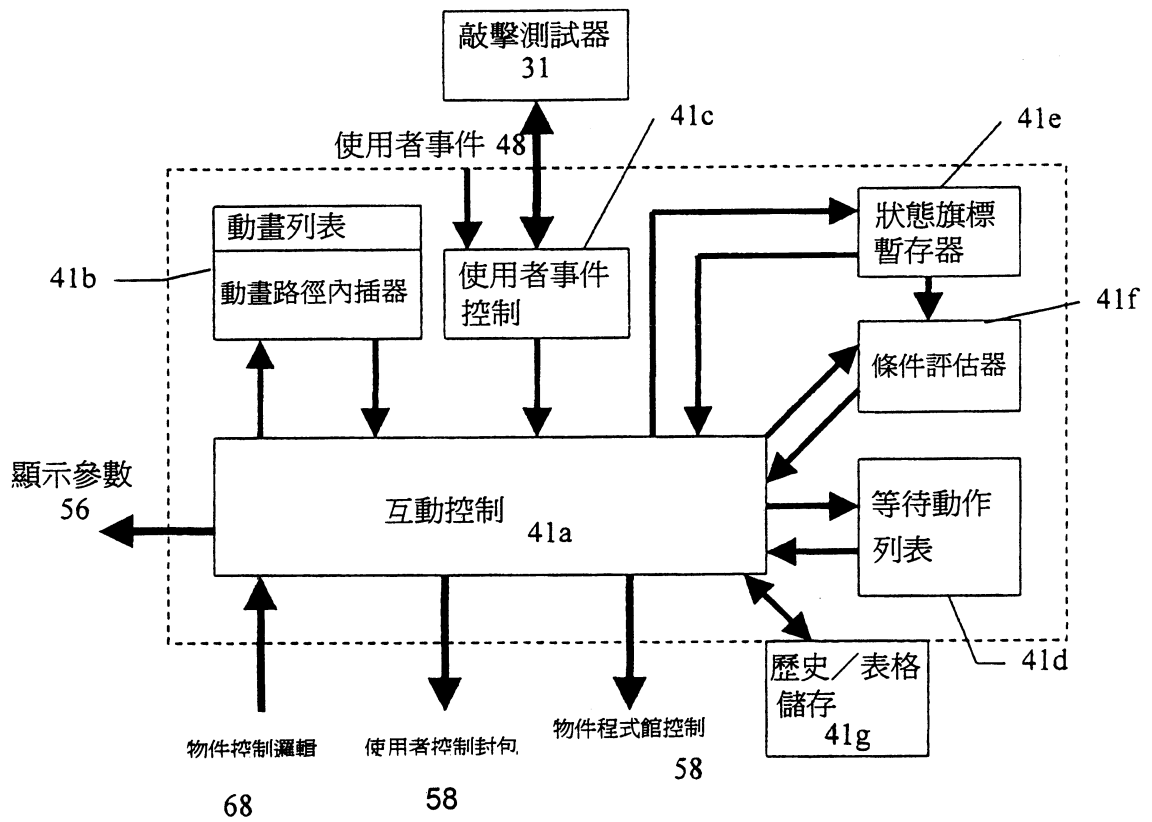 敲擊測試器
31
使用者事件 48
41c
41e
動畫列表
動畫路徑內插器
41b
使用者事件
控制
狀態旗標
暫存器
41f
條件評估器
顯示參數
56
互動控制
41a
等待動作
列表
41d
歷史／表格
儲存
41g
物件控制邏輯
68
使用者控制封包
58
物件程式館控制
58